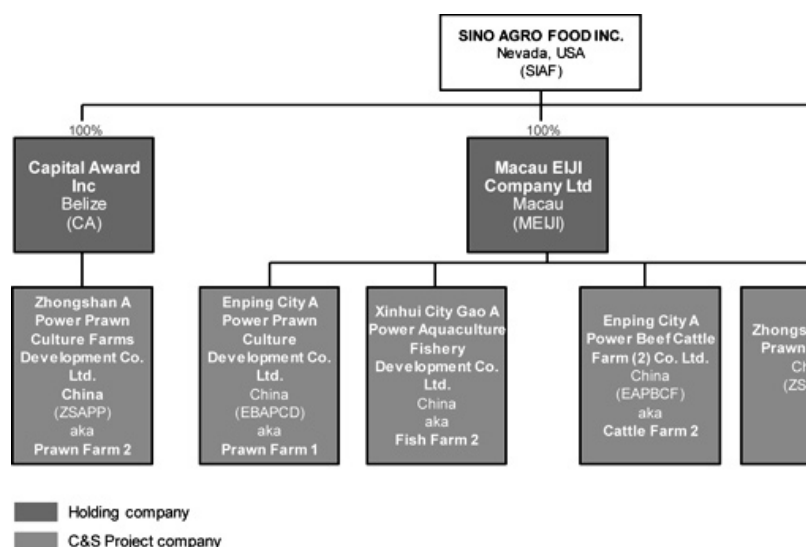 SINO AGRO FOOD INC.
Nevada, USA
(SIAF)
100%
100%
Capital Award
Inc
Belize
(CA)
Macau EIJI
Company Ltd
Macau
(MEIJI)
Zhongshan A
Power Prawn
Culture Farms
Development Co.
Ltd.
China
(ZSAPP)
aka
Prawn Farm 2
Enping City A
Power Prawn
Culture
Development Co.
Ltd.
China
(EBAPCD)
aka
Prawn Farm 1
Xinhui City Gao A
Power Aquaculture
Fishery
Development Co.
Ltd.
China
aka
Fish Farm 2
Enping City A
Power Beef Cattle
Farm (2) Co. Ltd.
China
(EAPBCF)
aka
Cattle Farm 2
Zhongs
Prawn
Ch
(ZS
Holding company
C&S Project company